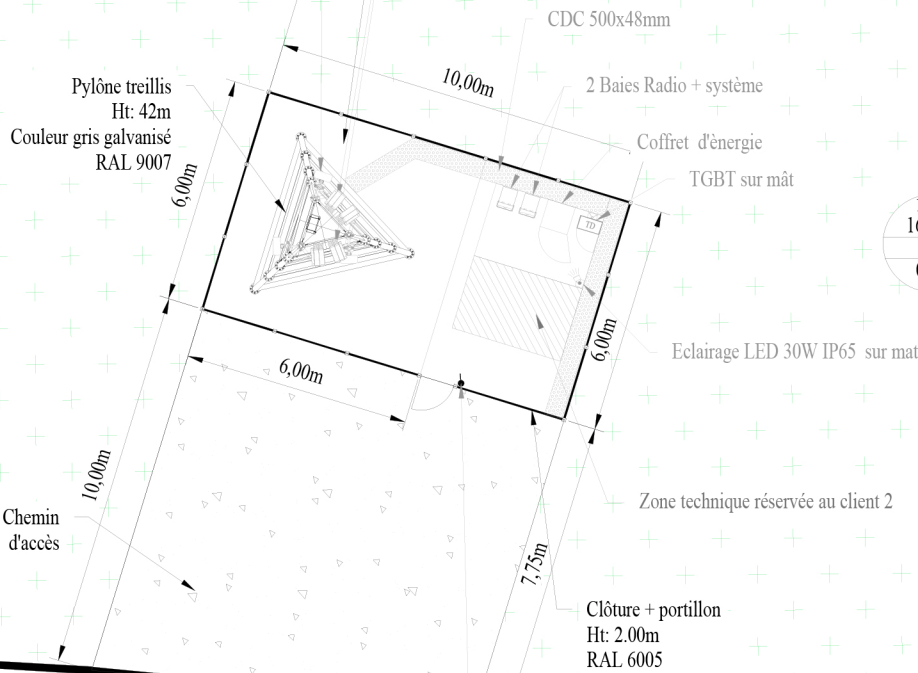 CDC 500x48mm
10,00m
2 Baies Radio + système
Pylône treillis
Ht: 42m
Couleur gris galvanisé
RAL 9007
Coffret d'ènergie
TGBT sur mât
6,00m
TD
Eclairage LED 30W IP65 sur mat
6,00m
6,00m
10,00m
Zone technique réservée au client 2
Chemin
d'accès
7,75m
Clôture + portillon
Ht: 2.00m
RAL 6005